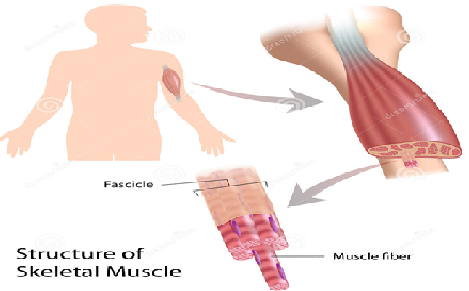 Fascicle
Structure of
Skeletal Muscle
Muscle fiber